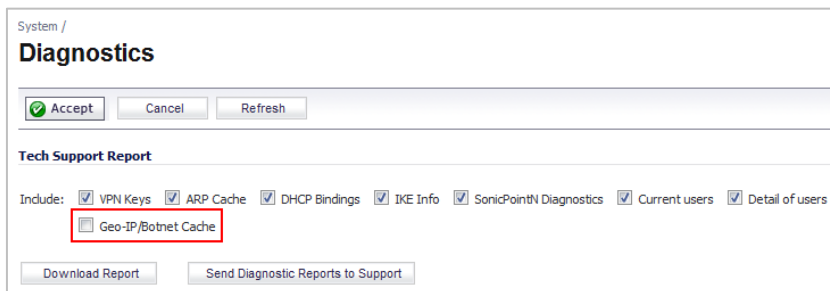 System /
Diagnostics
Accept Cancel Refresh
Tech Support Report
Include: VPN Keys ARP Cache DHCP Bindings IKE Info SonicPointN Diagnostics Current users Detail of users
Geo-IP/Botnet Cache
Download Report Send Diagnostic Reports to Support